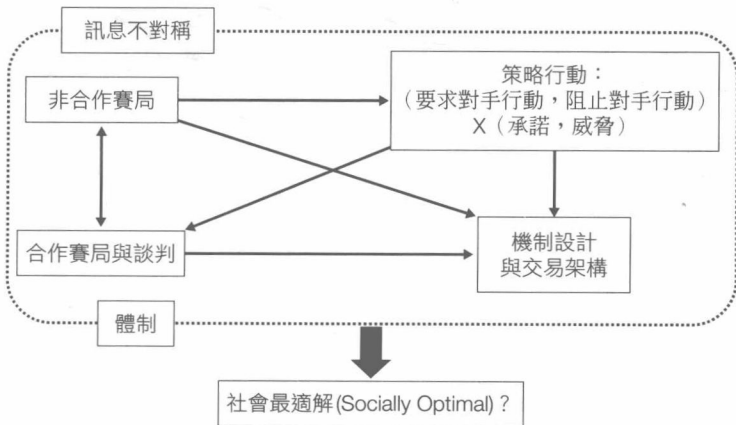 訊息不對稱
非合作賽局
策略行動：
（要求對手行動，阻止對手行動）
X（承諾，威脅）
合作賽局與談判
機制設計
與交易架構
體制
社會最適解(Socially Optimal)？